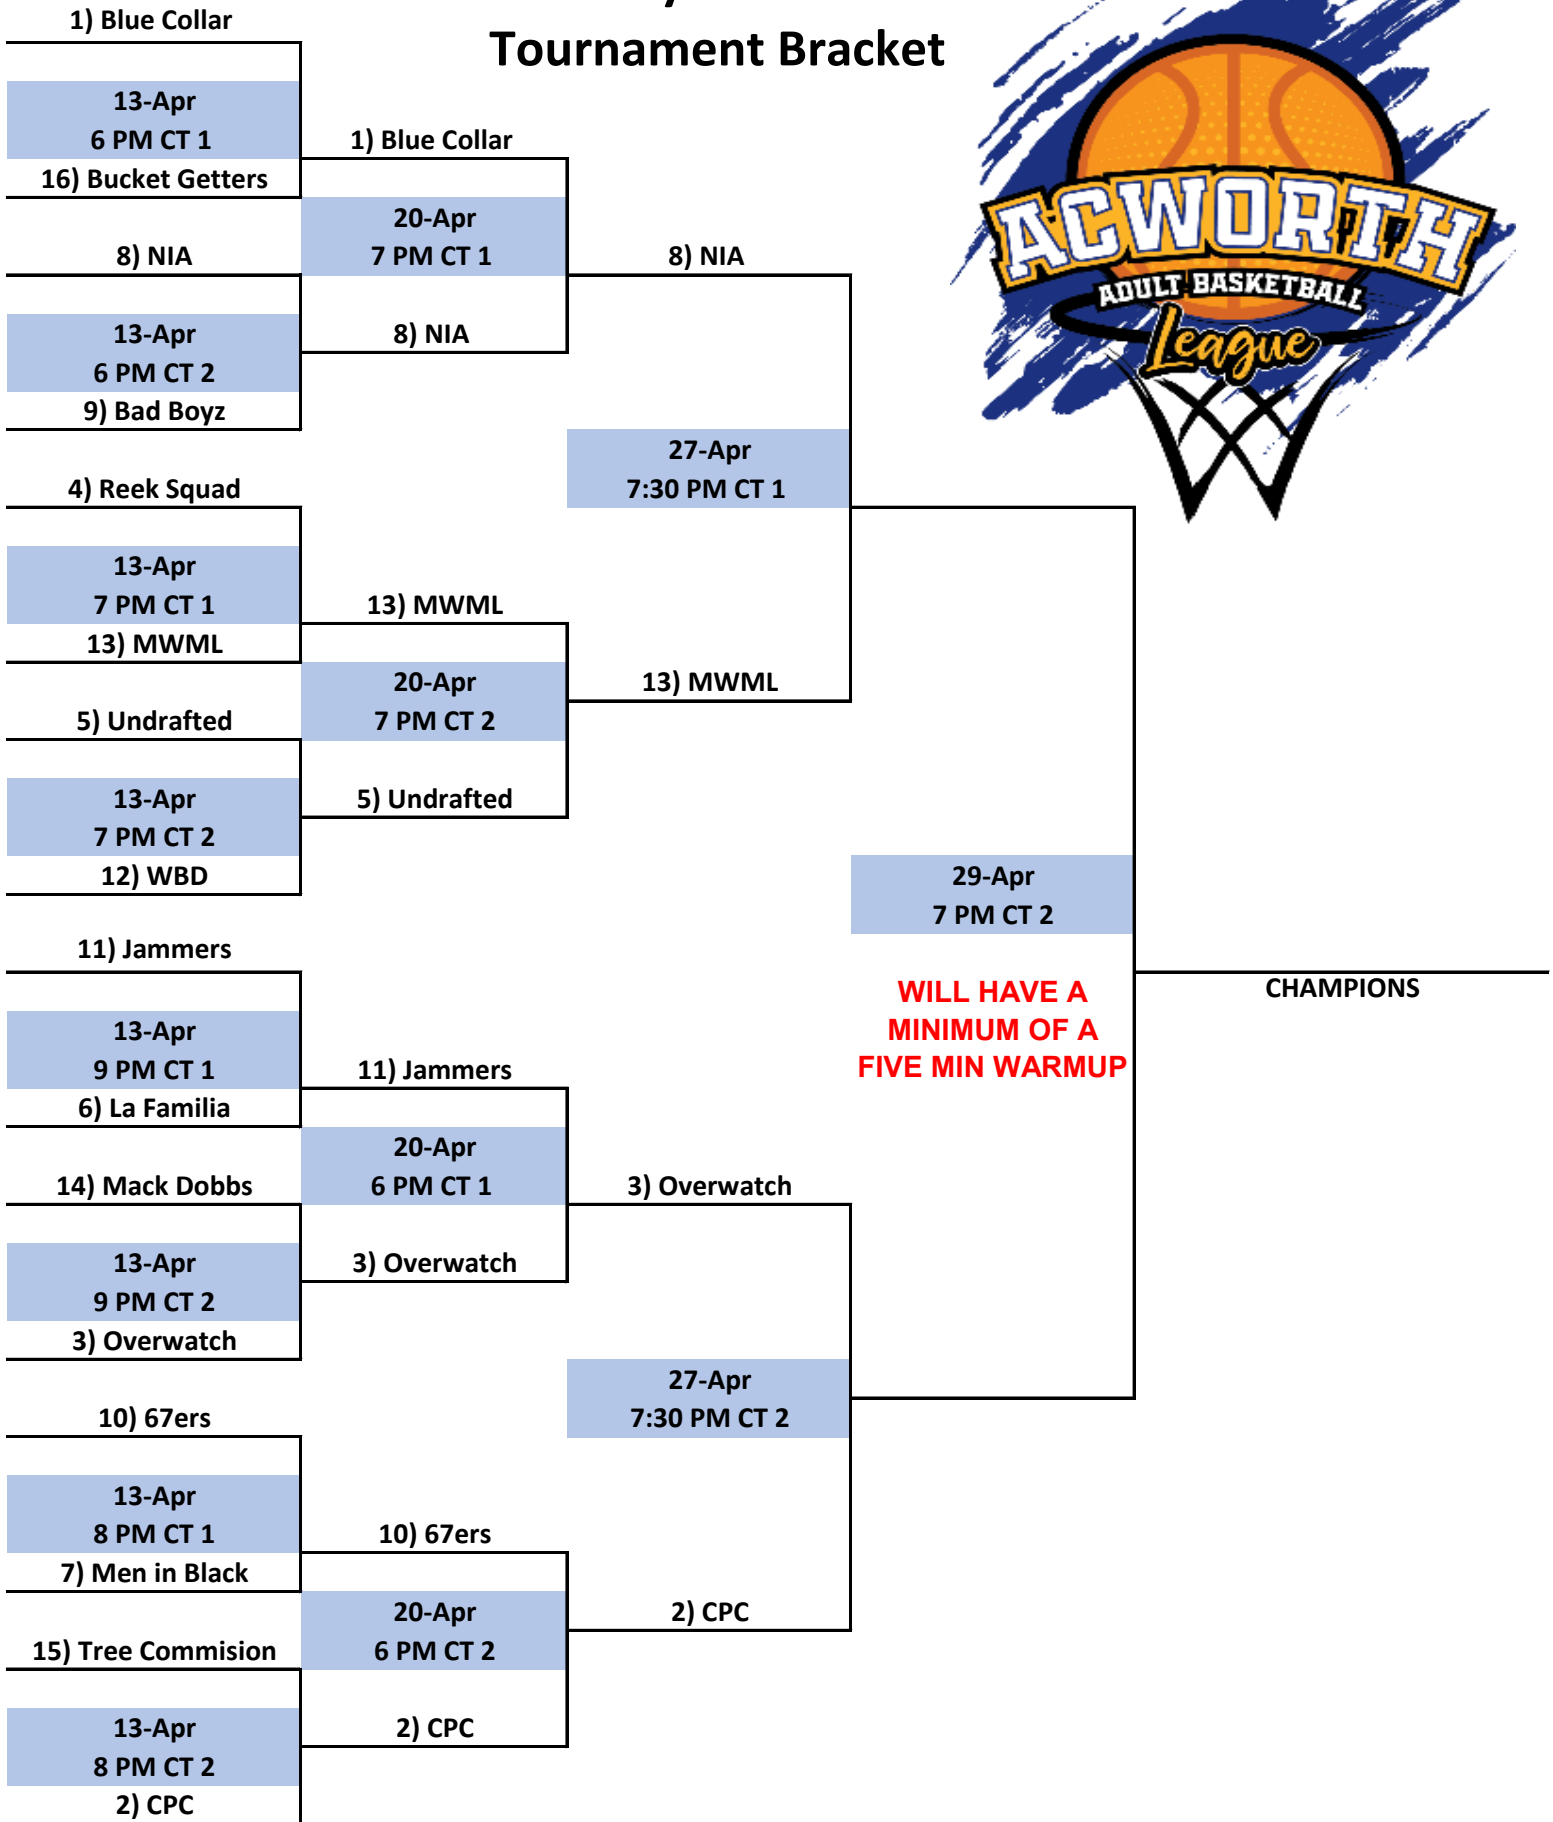 Tournament Bracket
ACWORTH
ADULT BASKETBALL
League
1) Blue Collar
13-Apr
6 PM CT 1
16) Bucket Getters
8) NIA
13-Apr
6 PM CT 2
9) Bad Boyz
4) Reek Squad
13-Apr
7 PM CT 1
13) MWML
5) Undrafted
13-Apr
7 PM CT 2
12) WBD
11) Jammers
13-Apr
9 PM CT 1
6) La Familia
14) Mack Dobbs
13-Apr
9 PM CT 2
3) Overwatch
10) 67ers
13-Apr
8 PM CT 1
7) Men in Black
15) Tree Commision
13-Apr
8 PM CT 2
2) CPC
1) Blue Collar
20-Apr
7 PM CT 1
8) NIA
13) MWML
20-Apr
7 PM CT 2
5) Undrafted
11) Jammers
20-Apr
6 PM CT 1
3) Overwatch
10) 67ers
20-Apr
6 PM CT 2
2) CPC
8) NIA
27-Apr
7:30 PM CT 1
13) MWML
3) Overwatch
27-Apr
7:30 PM CT 2
2) CPC
29-Apr
7 PM CT 2
WILL HAVE A
MINIMUM OF A
FIVE MIN WARMUP
CHAMPIONS